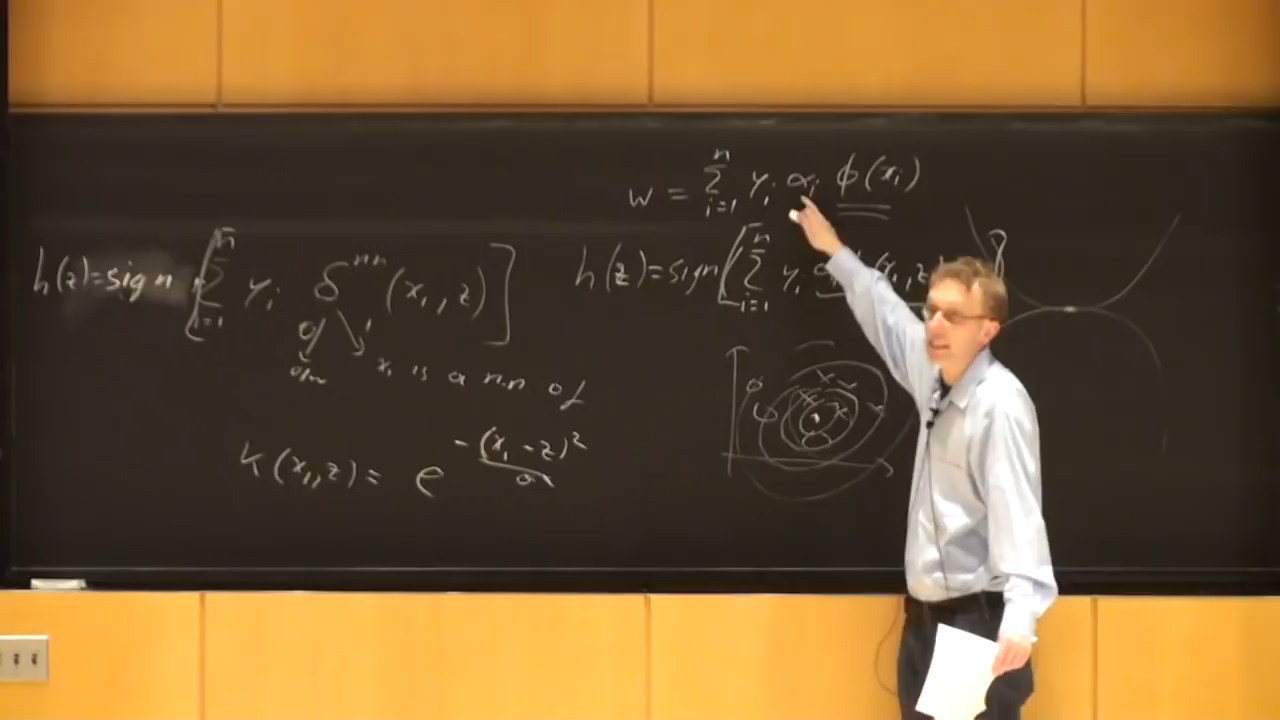 w = Σ_{i=1}^{n} y_i α_i φ(x_i)
h(z)=sign [Σ_{i=1}^{n} y_i δ^{nn} (x_i, z)]
h(z)=sign [Σ_{i=1}^{n} y_i (x_i, z
0 1
x_i is a n.n of
K(x_i, z) = e^{-(x_i - z)^2 / σ}